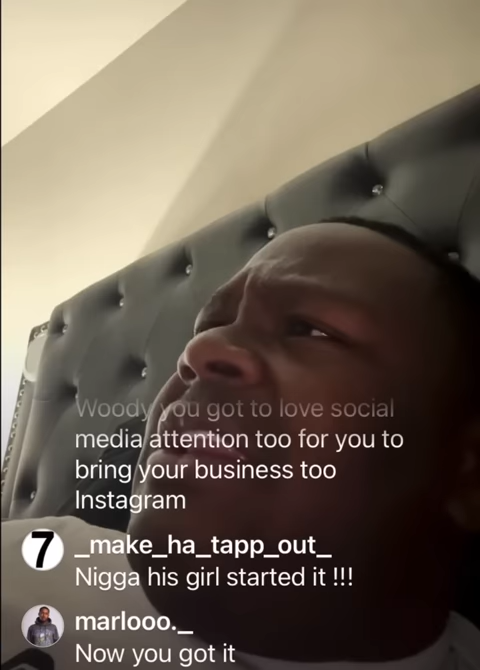 Woody you got to love social
media attention too for you to
bring your business too
Instagram
7 _make_ha_tapp_out_
Nigga his girl started it !!!
marlooo._
Now you got it